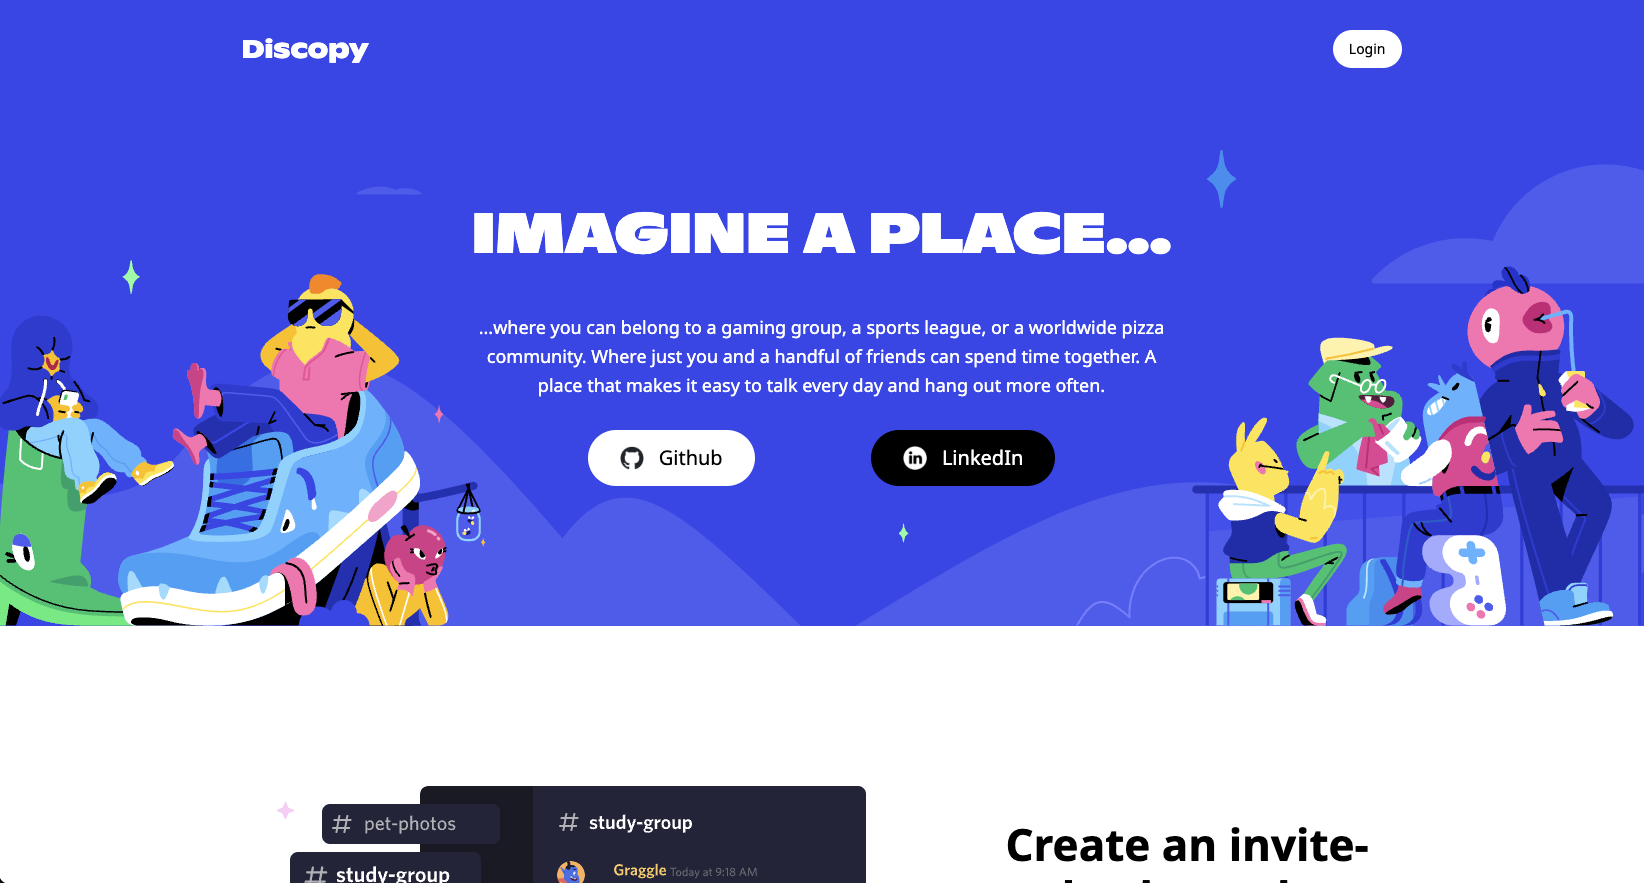 Discopy
Login
IMAGINE A PLACE...
...where you can belong to a gaming group, a sports league, or a worldwide pizza
community. Where just you and a handful of friends can spend time together. A
place that makes it easy to talk every day and hang out more often.
Github
LinkedIn
# pet-photos
# study-group
# study-group
Graggle Today at 9:18 AM
Create an invite-